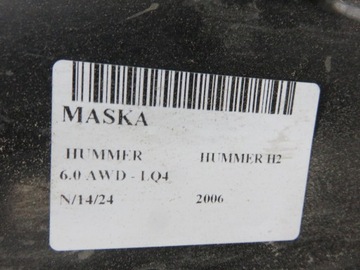 MASKA
HUMMER HUMMER H2
6.0 AWD - LQ4
N/14/24 2006